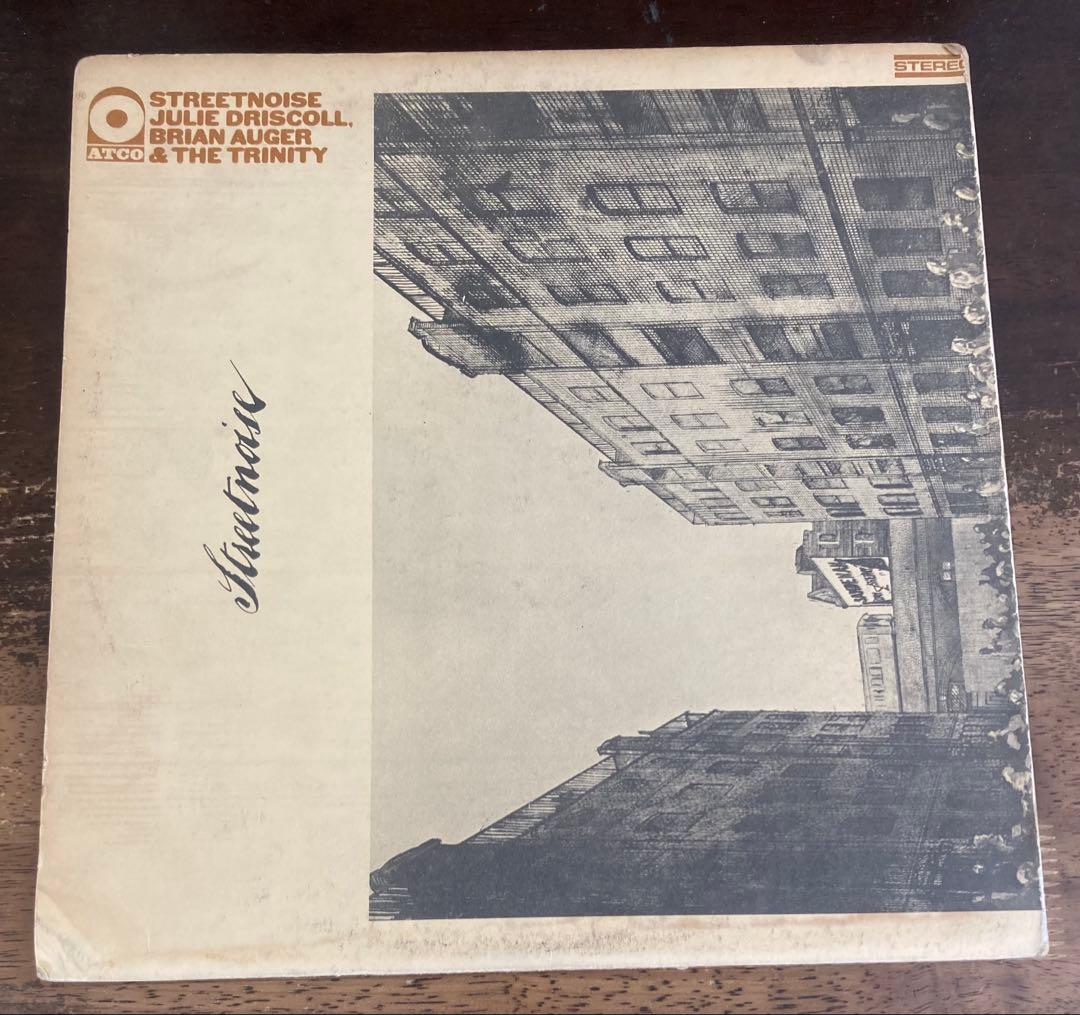 STREETNOISE
JULIE DRISCOLL,
BRIAN AUGER
& THE TRINITY
ATCO
STEREO
Streetnoise